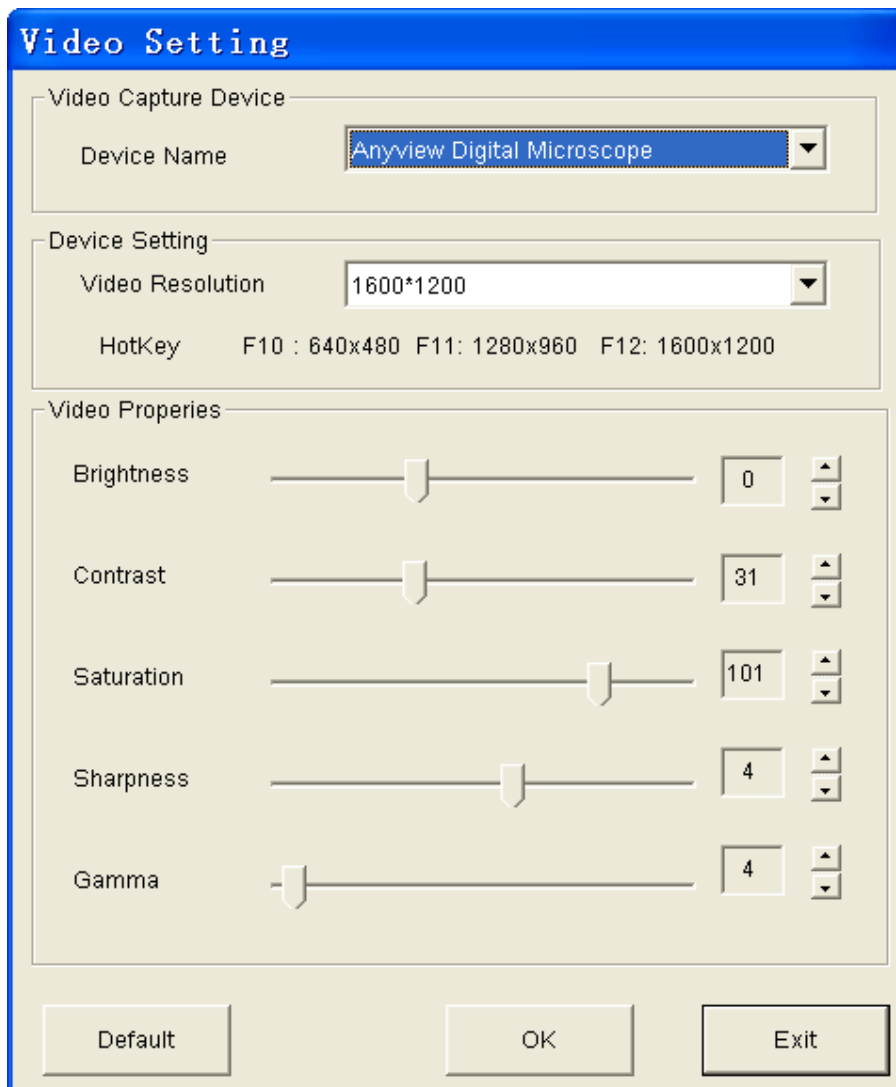 Video Setting
Video Capture Device
Device Name Anyview Digital Microscope
Device Setting
Video Resolution 1600*1200
HotKey F10 : 640x480 F11: 1280x960 F12: 1600x1200
Video Properies
Brightness 0
Contrast 31
Saturation 101
Sharpness 4
Gamma 4
Default OK Exit